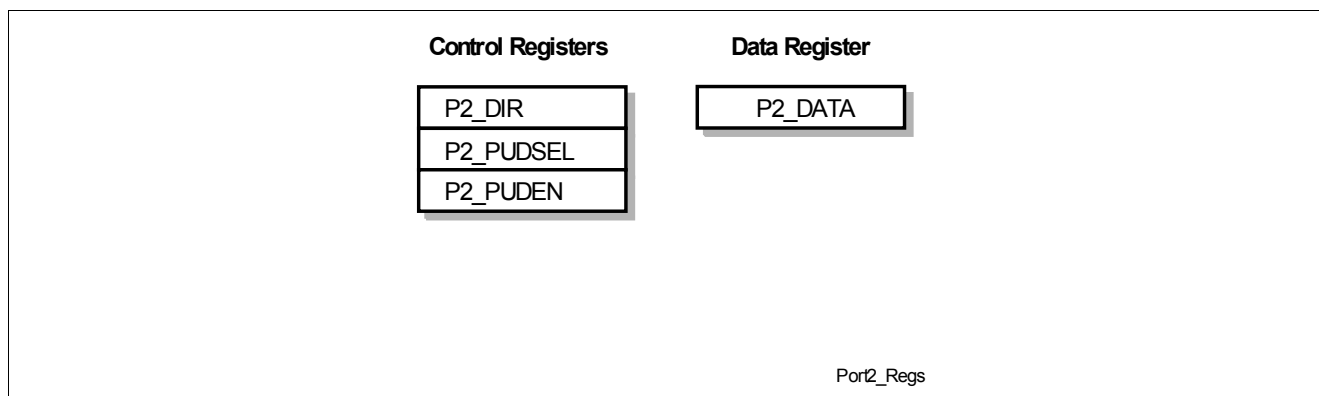 Control Registers
Data Register
P2_DIR
P2_DATA
P2_PUDSEL
P2_PUDEN
Port2_Regs